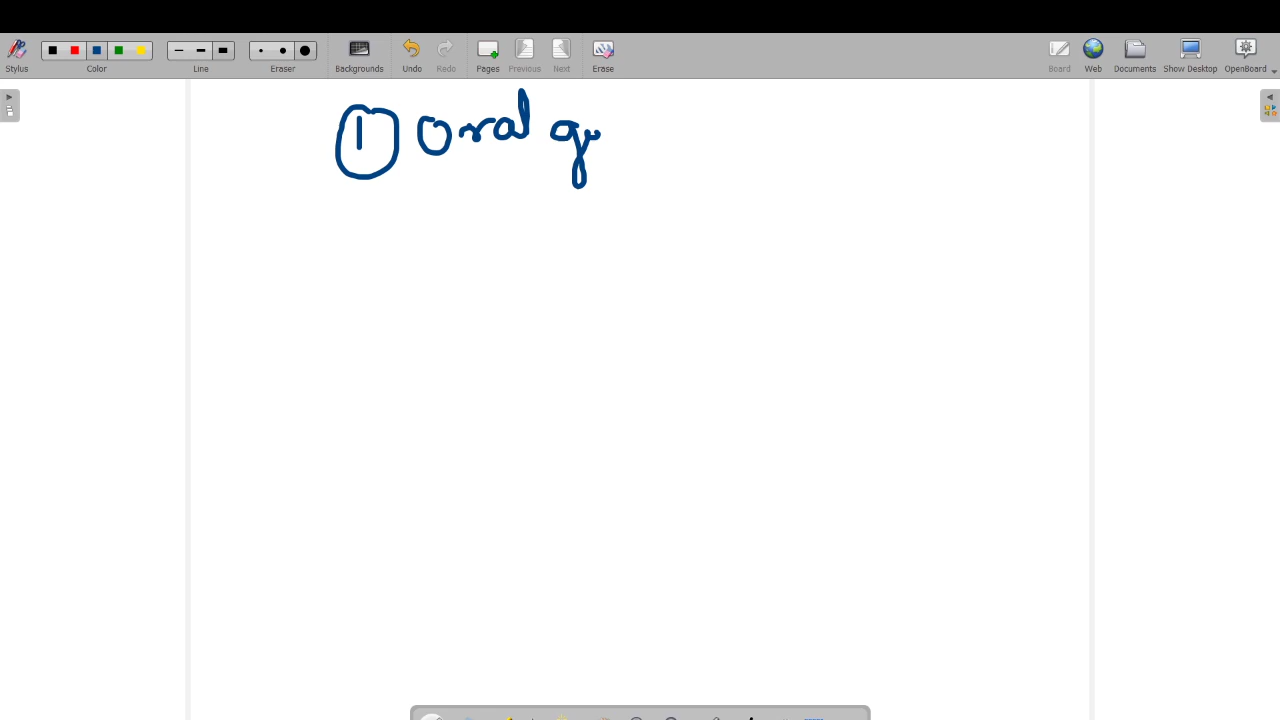 Stylus Color Line Eraser Backgrounds Undo Redo Pages Previous Next Erase Board Web Documents Show Desktop OpenBoard
① Oral qu